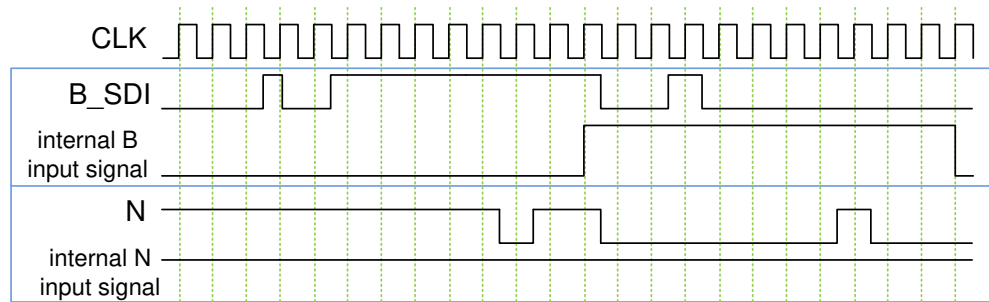 CLK
B_SDI
internal B
input signal
N
internal N
input signal